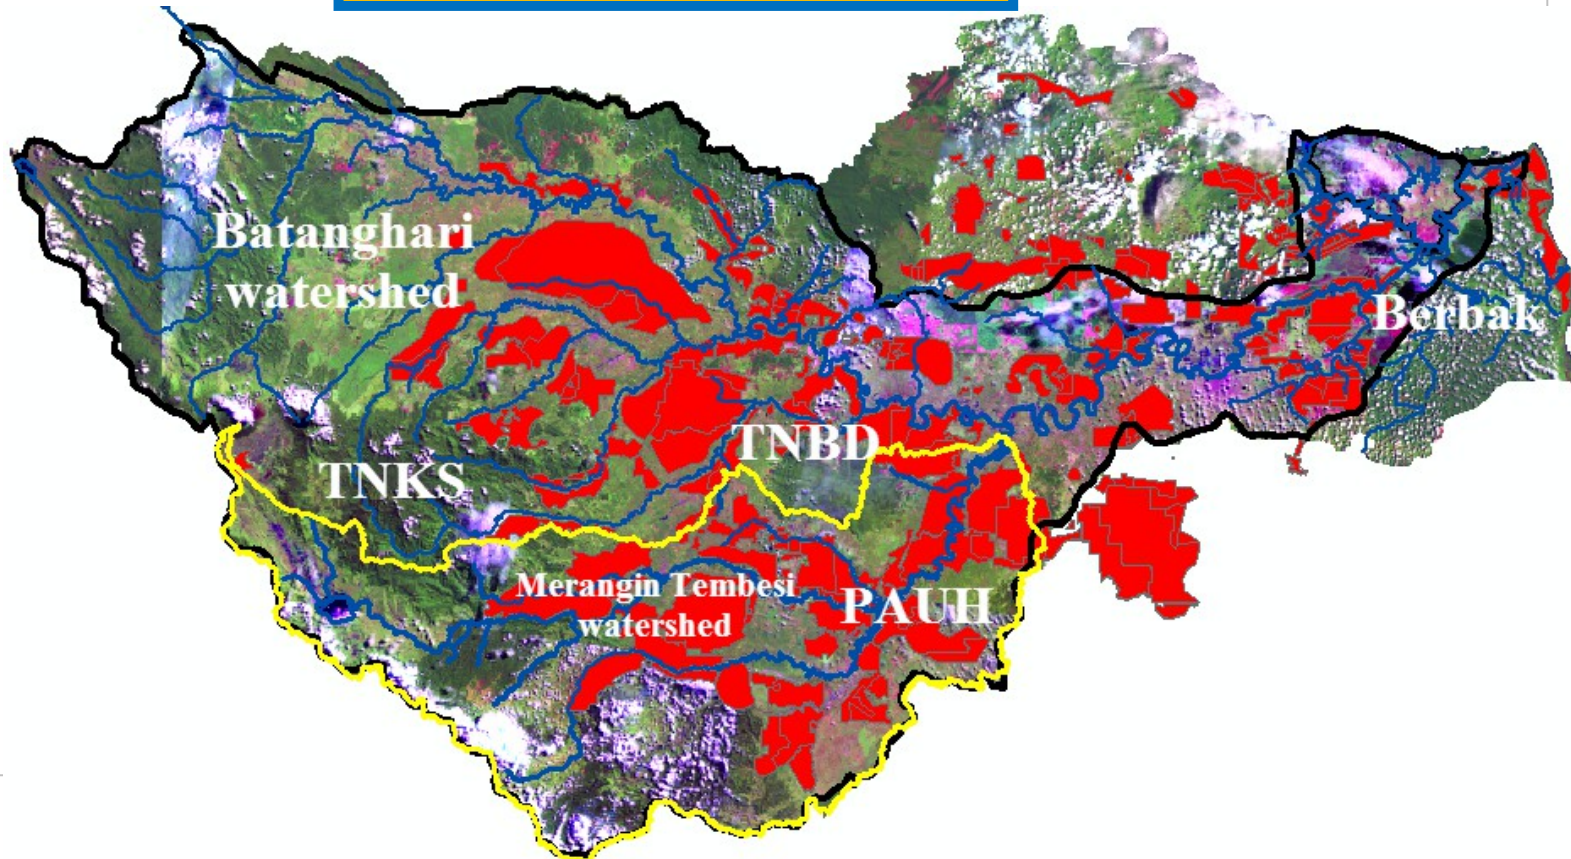 Batanghari
watershed
Berbak
TNBD
TNKS
Merangin Tembesi
watershed
PAUH